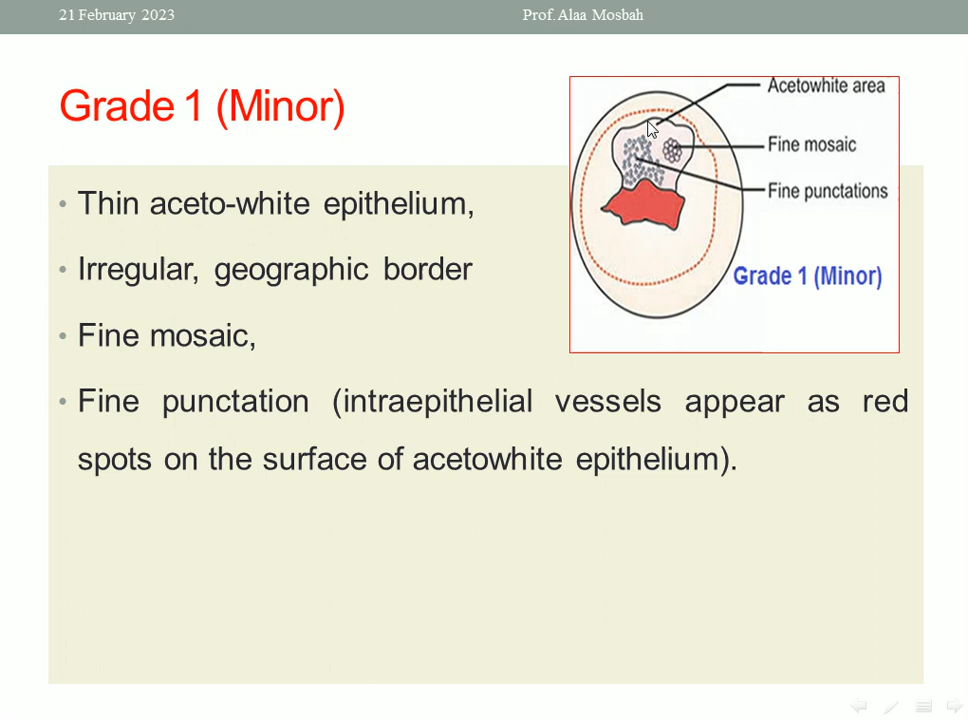 21 February 2023
Prof. Alaa Mosbah
Grade 1 (Minor)
Acetowhite area
Fine mosaic
Fine punctations
Grade 1 (Minor)
• Thin aceto-white epithelium,
• Irregular, geographic border
• Fine mosaic,
• Fine punctation (intraepithelial vessels appear as red
spots on the surface of acetowhite epithelium).